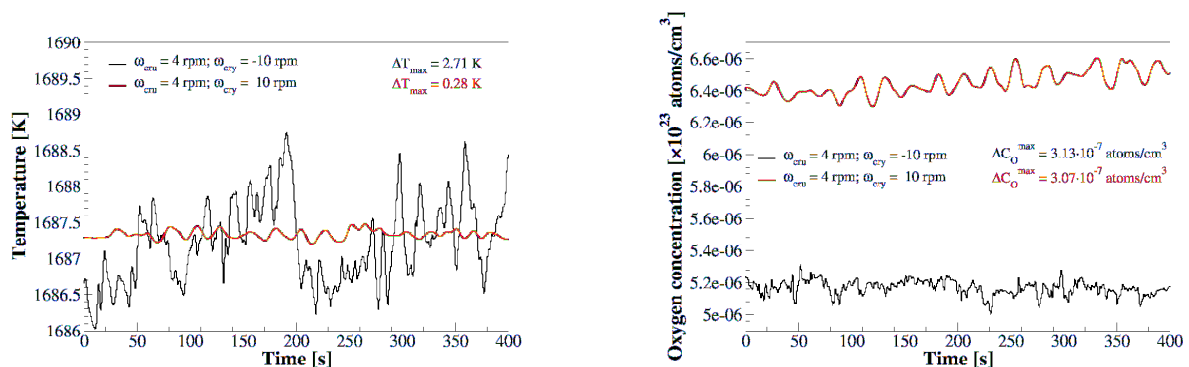 1690
1689.5
1689
1688.5
1688
1687.5
1687
1686.5
1686
Temperature [K]
ω_cru = 4 rpm; ω_cry = -10 rpm ΔT_max = 2.71 K
ω_cru = 4 rpm; ω_cry = 10 rpm ΔT_max = 0.28 K
0 50 100 150 200 250 300 350 400
Time [s]
Oxygen concentration [×10^23 atoms/cm^3]
6.6e-06
6.4e-06
6.2e-06
6e-06
5.8e-06
5.6e-06
5.4e-06
5.2e-06
5e-06
ω_cru = 4 rpm; ω_cry = -10 rpm ΔC_O^max = 3.13·10^-7 atoms/cm^3
ω_cru = 4 rpm; ω_cry = 10 rpm ΔC_O^max = 3.07·10^-7 atoms/cm^3
0 50 100 150 200 250 300 350 400
Time [s]